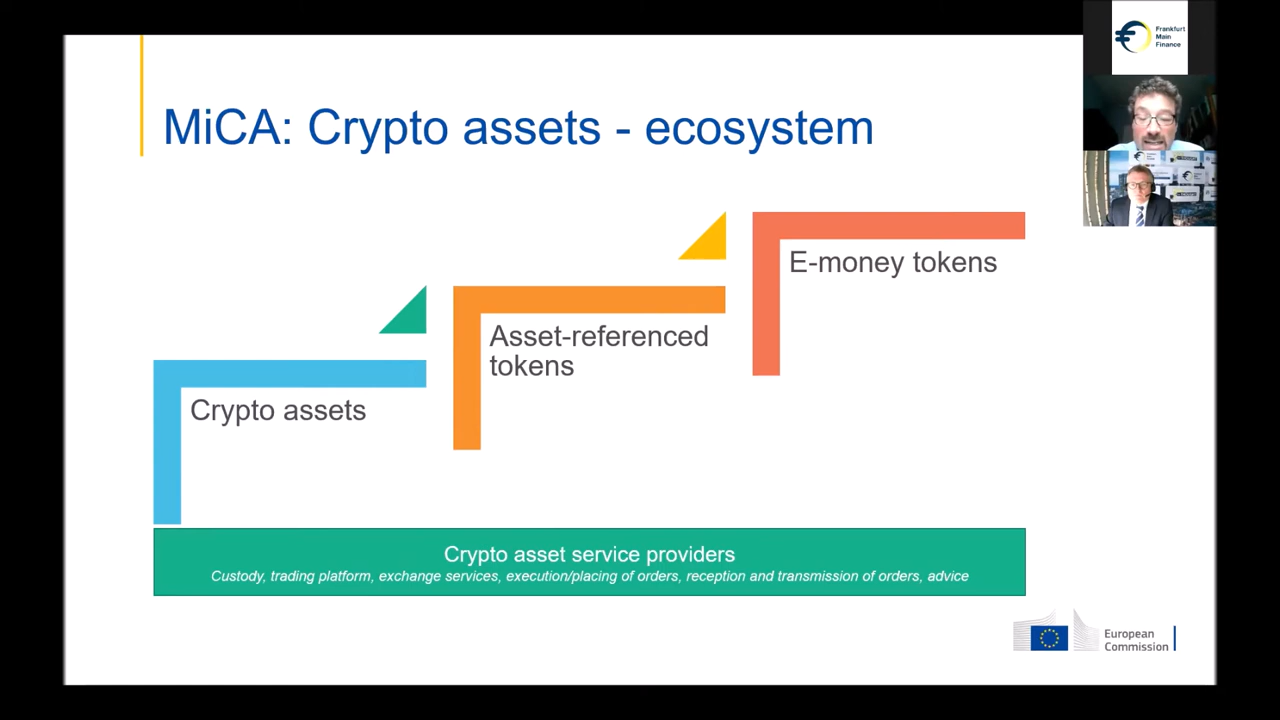 Frankfurt
Main
Finance
MiCA: Crypto assets - ecosystem
E-money tokens
Asset-referenced
tokens
Crypto assets
Crypto asset service providers
Custody, trading platform, exchange services, execution/placing of orders, reception and transmission of orders, advice
European
Commission